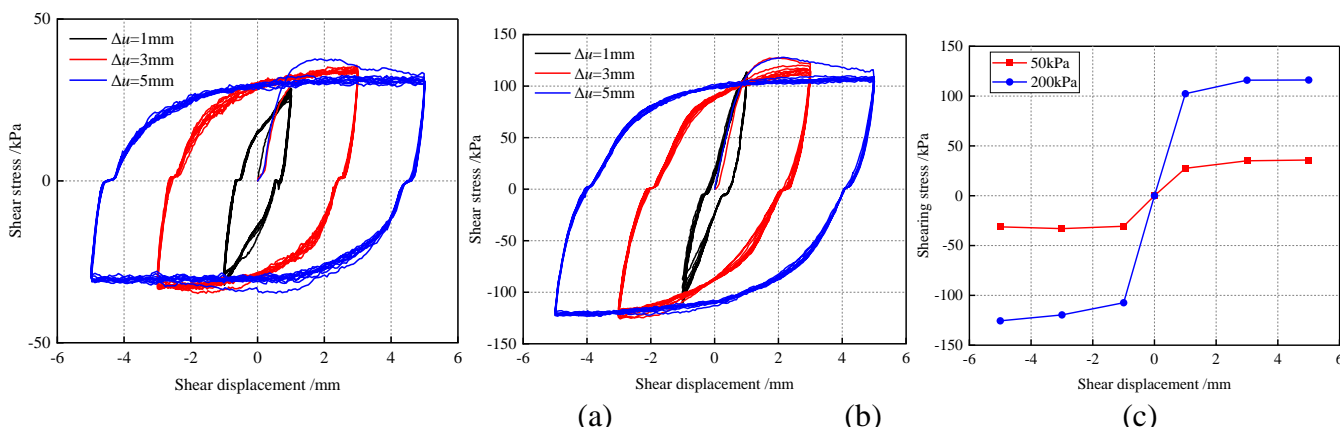 50
0
-50
Shear stress /kPa
Δu=1mm
Δu=3mm
Δu=5mm
-6 -4 -2 0 2 4 6
Shear displacement /mm
150
100
50
0
-50
-100
-150
Shear stress /kPa
Δu=1mm
Δu=3mm
Δu=5mm
-6 -4 -2 0 2 4 6
Shear displacement /mm
150
100
50
0
-50
-100
-150
Shearing stress /kPa
50kPa
200kPa
-6 -4 -2 0 2 4 6
Shear displacement /mm
(a) (b) (c)